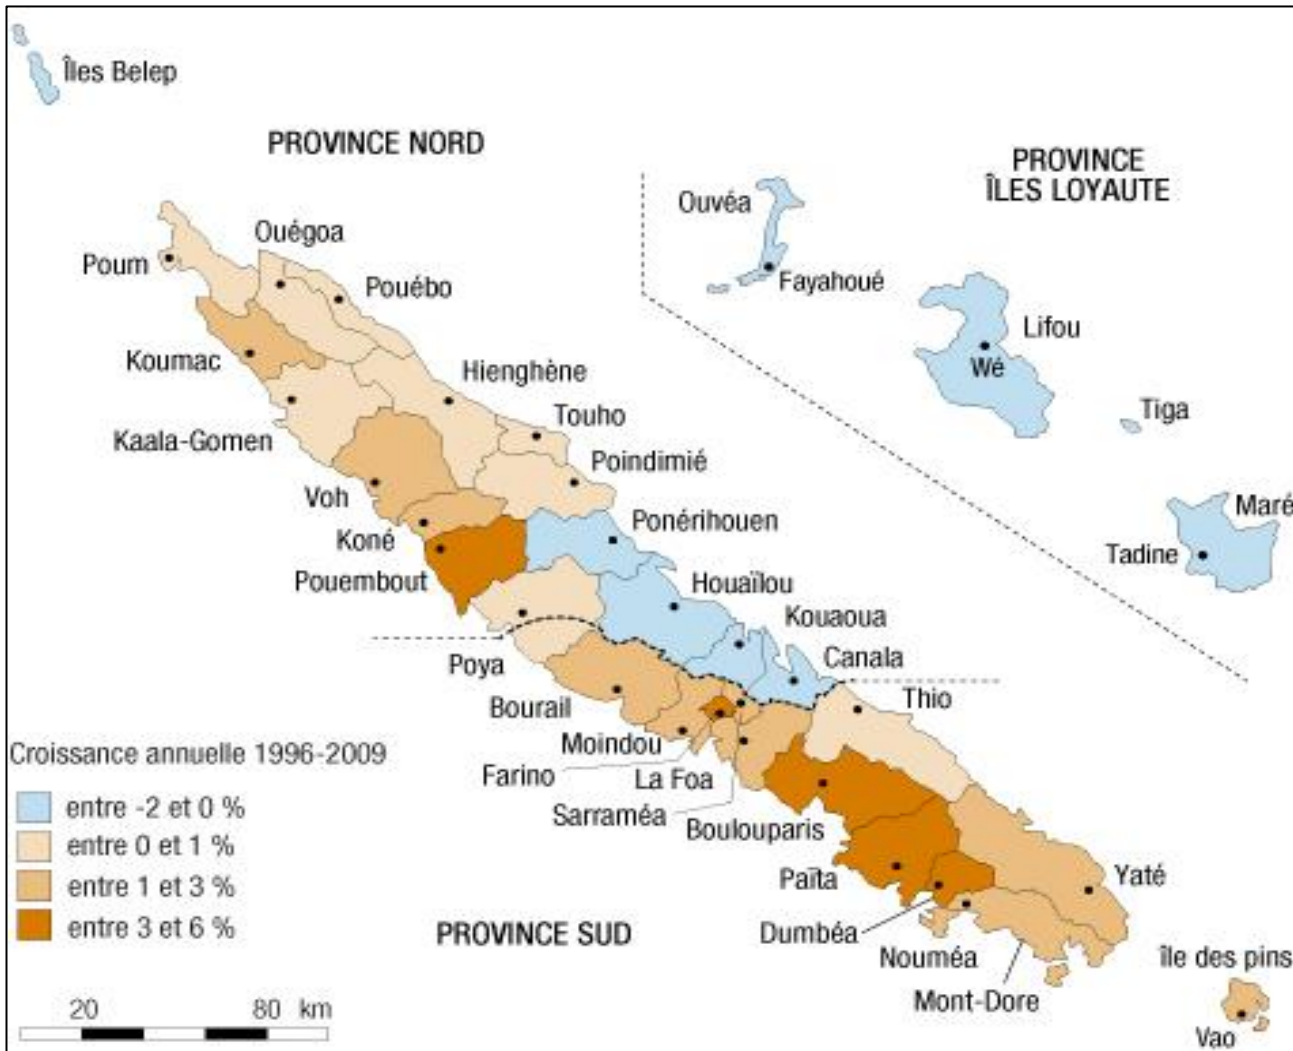 Îles Belep
PROVINCE NORD
PROVINCE
ÎLES LOYAUTE
Ouvéa
Fayahoué
Lifou
Wé
Tiga
Maré
Tadine
Ouégoa
Poum
Pouébo
Koumac
Hienghène
Touho
Kaala-Gomen
Poindimié
Voh
Ponérihouen
Koné
Pouembout
Houaïlou
Kouaoua
Poya
Canala
Thio
Bourail
Moindou
Farino
La Foa
Sarraméa
Boulouparis
Païta
Yaté
Dumbéa
Nouméa
Mont-Dore
île des pins
Vao
PROVINCE SUD
Croissance annuelle 1996-2009
entre -2 et 0 %
entre 0 et 1 %
entre 1 et 3 %
entre 3 et 6 %
20 80 km